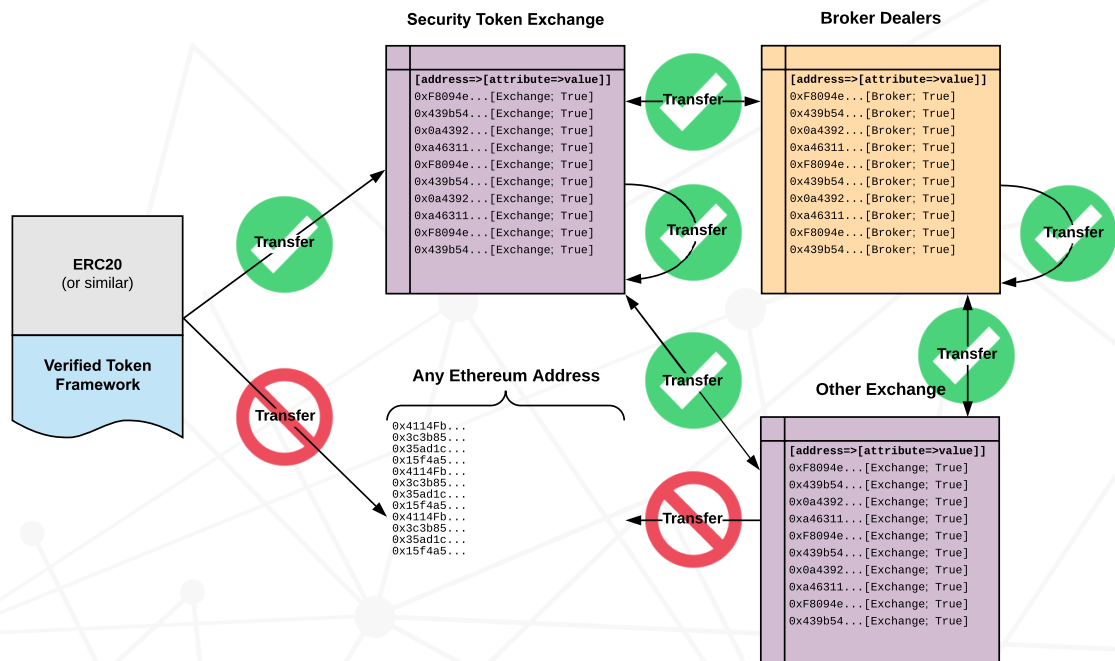 Security Token Exchange
[address=>[attribute=>value]]
0xF8094e...[Exchange; True]
0x439b54...[Exchange; True]
0x0a4392...[Exchange; True]
0xa46311...[Exchange; True]
0xF8094e...[Exchange; True]
0x439b54...[Exchange; True]
0x0a4392...[Exchange; True]
0xa46311...[Exchange; True]
0xF8094e...[Exchange; True]
0x439b54...[Exchange; True]
Transfer
Transfer
Broker Dealers
[address=>[attribute=>value]]
0xF8094e...[Broker; True]
0x439b54...[Broker; True]
0x0a4392...[Broker; True]
0xa46311...[Broker; True]
0xF8094e...[Broker; True]
0x439b54...[Broker; True]
0x0a4392...[Broker; True]
0xa46311...[Broker; True]
0xF8094e...[Broker; True]
0x439b54...[Broker; True]
Transfer
Transfer
ERC20
(or similar)
Verified Token
Framework
Transfer
Transfer
Any Ethereum Address
0x4114Fb...
0x3c3b85...
0x35ad1c...
0x15f4a5...
0x4114Fb...
0x3c3b85...
0x35ad1c...
0x15f4a5...
0x4114Fb...
0x3c3b85...
0x35ad1c...
0x15f4a5...
Transfer
Transfer
Other Exchange
[address=>[attribute=>value]]
0xF8094e...[Exchange; True]
0x439b54...[Exchange; True]
0x0a4392...[Exchange; True]
0xa46311...[Exchange; True]
0xF8094e...[Exchange; True]
0x439b54...[Exchange; True]
0x0a4392...[Exchange; True]
0xa46311...[Exchange; True]
0xF8094e...[Exchange; True]
0x439b54...[Exchange; True]